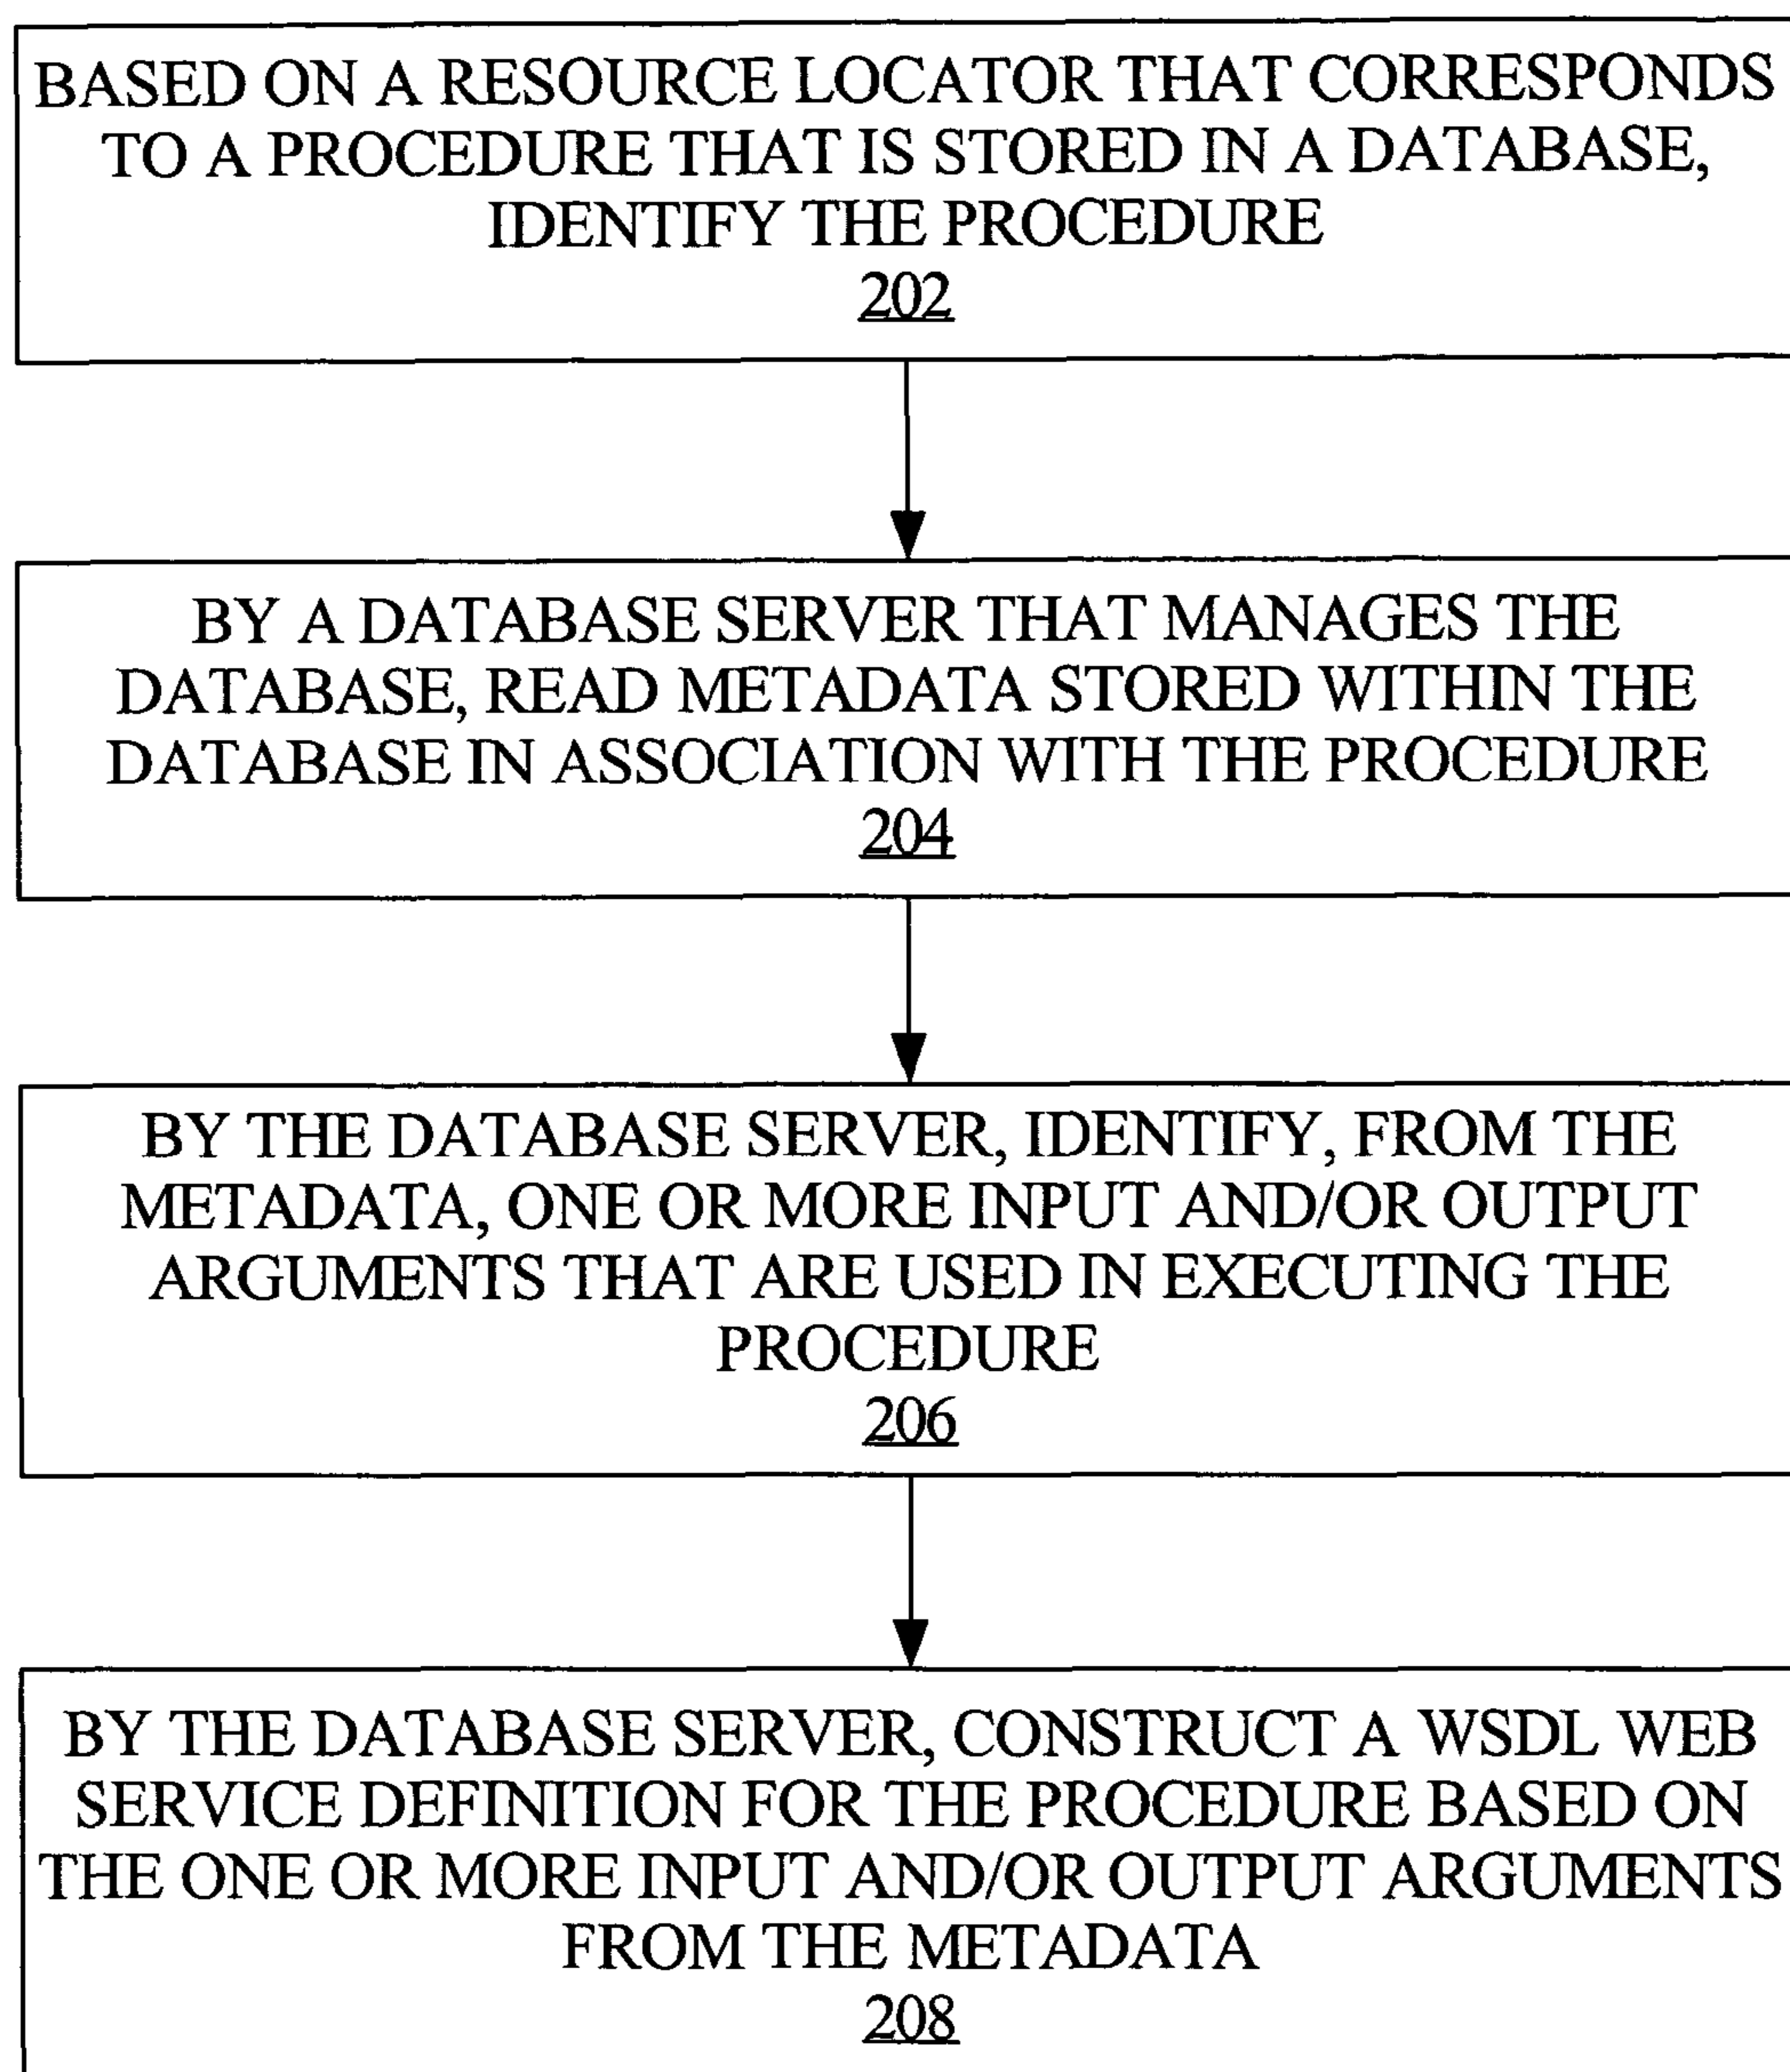 BASED ON A RESOURCE LOCATOR THAT CORRESPONDS
TO A PROCEDURE THAT IS STORED IN A DATABASE,
IDENTIFY THE PROCEDURE
202
BY A DATABASE SERVER THAT MANAGES THE
DATABASE, READ METADATA STORED WITHIN THE
DATABASE IN ASSOCIATION WITH THE PROCEDURE
204
BY THE DATABASE SERVER, IDENTIFY, FROM THE
METADATA, ONE OR MORE INPUT AND/OR OUTPUT
ARGUMENTS THAT ARE USED IN EXECUTING THE
PROCEDURE
206
BY THE DATABASE SERVER, CONSTRUCT A WSDL WEB
SERVICE DEFINITION FOR THE PROCEDURE BASED ON
THE ONE OR MORE INPUT AND/OR OUTPUT ARGUMENTS
FROM THE METADATA
208